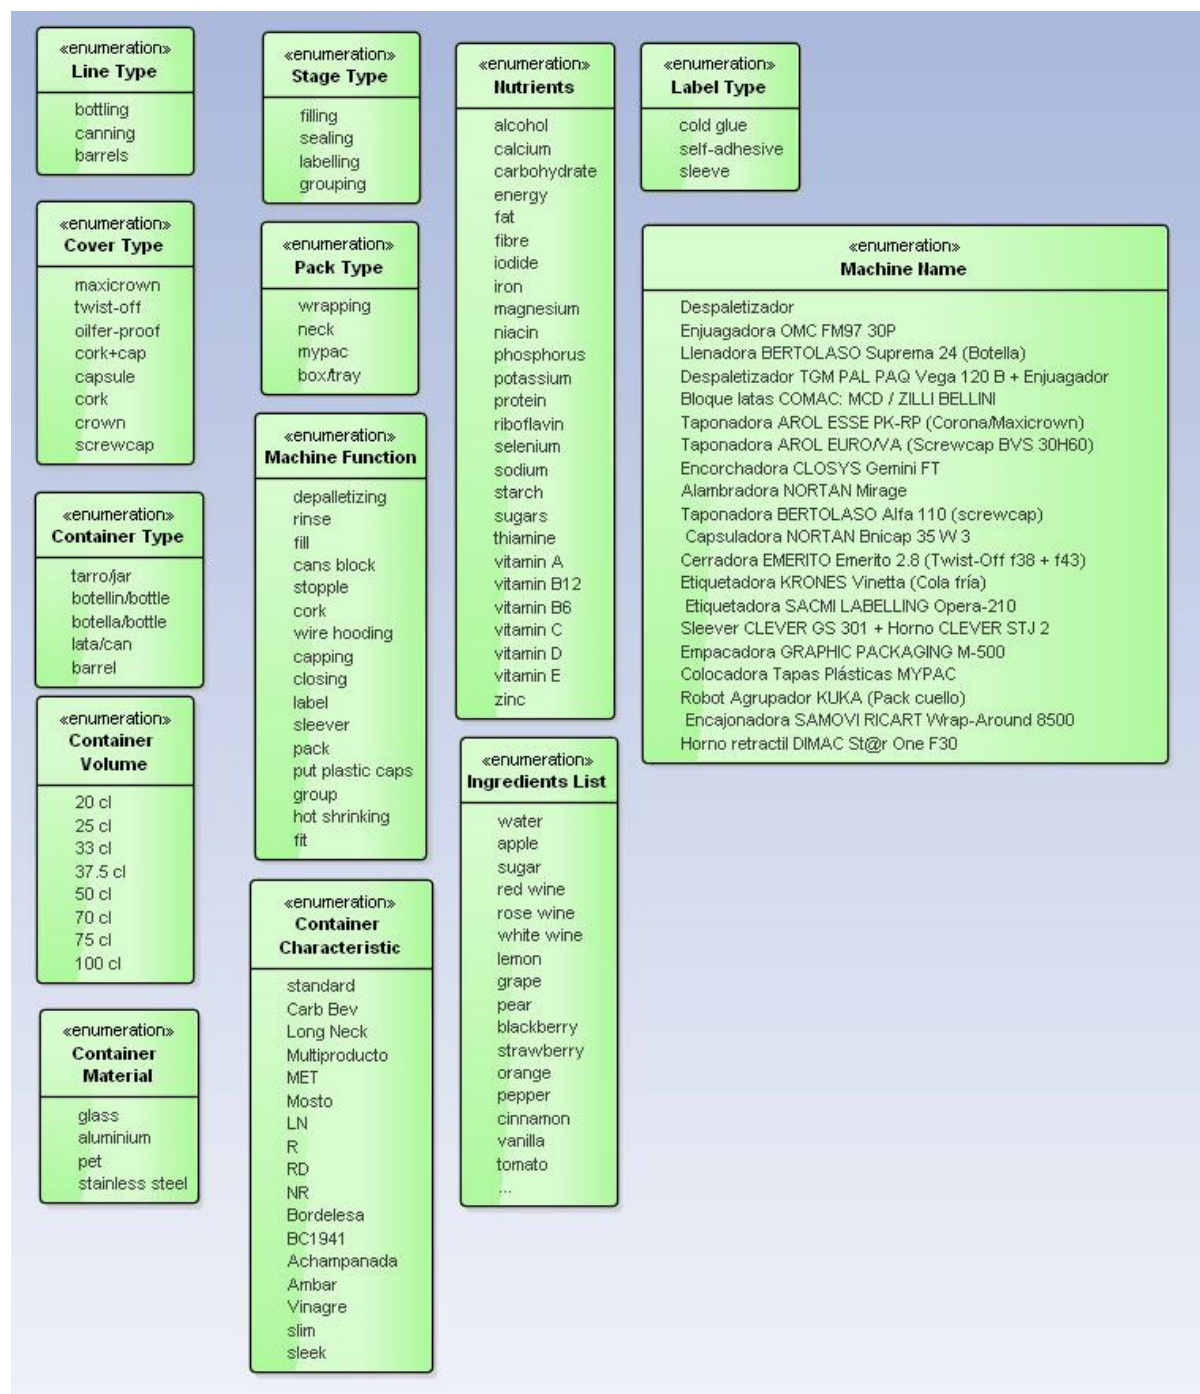 «enumeration»
Line Type
bottling
canning
barrels
«enumeration»
Cover Type
maxicrown
twist-off
oilfer-proof
cork+cap
capsule
cork
crown
screwcap
«enumeration»
Container Type
tarro/jar
botellin/bottle
botella/bottle
lata/can
barrel
«enumeration»
Container
Volume
20 cl
25 cl
33 cl
37.5 cl
50 cl
70 cl
75 cl
100 cl
«enumeration»
Container
Material
glass
aluminium
pet
stainless steel
«enumeration»
Stage Type
filling
sealing
labelling
grouping
«enumeration»
Pack Type
wrapping
neck
mypac
box/tray
«enumeration»
Machine Function
depalletizing
rinse
fill
cans block
stopple
cork
wire hooding
capping
closing
label
sleever
pack
put plastic caps
group
hot shrinking
fit
«enumeration»
Container
Characteristic
standard
Carb Bev
Long Neck
Multiproducto
MET
Mosto
LN
R
RD
NR
Bordelesa
BC1941
Achampanada
Ambar
Vinagre
slim
sleek
«enumeration»
Nutrients
alcohol
calcium
carbohydrate
energy
fat
fibre
iodide
iron
magnesium
niacin
phosphorus
potassium
protein
riboflavin
selenium
sodium
starch
sugars
thiamine
vitamin A
vitamin B12
vitamin B6
vitamin C
vitamin D
vitamin E
zinc
«enumeration»
Ingredients List
water
apple
sugar
red wine
rose wine
white wine
lemon
grape
pear
blackberry
strawberry
orange
pepper
cinnamon
vanilla
tomato
...
«enumeration»
Label Type
cold glue
self-adhesive
sleeve
«enumeration»
Machine Name
Despaletizador
Enjuagadora OMC FM97 30P
Llenadora BERTOLASO Suprema 24 (Botella)
Despaletizador TGM PAL PAQ Vega 120 B + Enjuagador
Bloque latas COMAC: MCD / ZILLI BELLINI
Taponadora AROL ESSE PK-RP (Corona/Maxicrown)
Taponadora AROL EURO/VA (Screwcap BVS 30H60)
Encorchadora CLOSYS Gemini FT
Alambradora NORTAN Mirage
Taponadora BERTOLASO Alfa 110 (screwcap)
Capsuladora NORTAN Bnicap 35 W 3
Cerradora EMERITO Emerito 2.8 (Twist-Off f38 + f43)
Etiquetadora KRONES Vinetta (Cola fría)
Etiquetadora SACMI LABELLING Opera-210
Sleever CLEVER GS 301 + Horno CLEVER STJ 2
Empacadora GRAPHIC PACKAGING M-500
Colocadora Tapas Plásticas MYPAC
Robot Agrupador KUKA (Pack cuello)
Encajonadora SAMOVI RICART Wrap-Around 8500
Horno retractil DIMAC St@r One F30